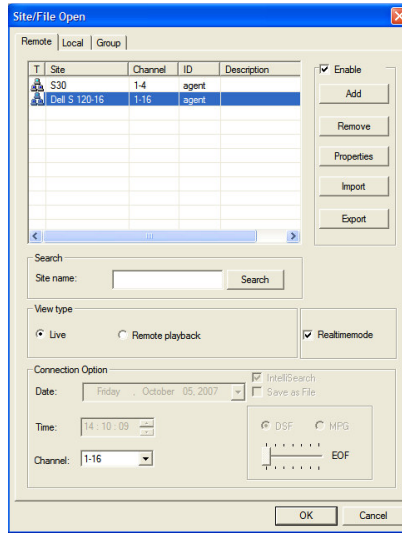 Site/File Open
Remote Local Group
T Site Channel ID Description
S30 1-4 agent
Dell S 120-16 1-16 agent
Enable
Add
Remove
Properties
Import
Export
Search
Site name: Search
View type
Live Remote playback
Realtimemode
Connection Option
IntelliSearch
Date: Friday , October 05, 2007 Save as File
Time: 14 : 10 : 09
DSF MPG
Channel: 1-16
EOF
OK Cancel